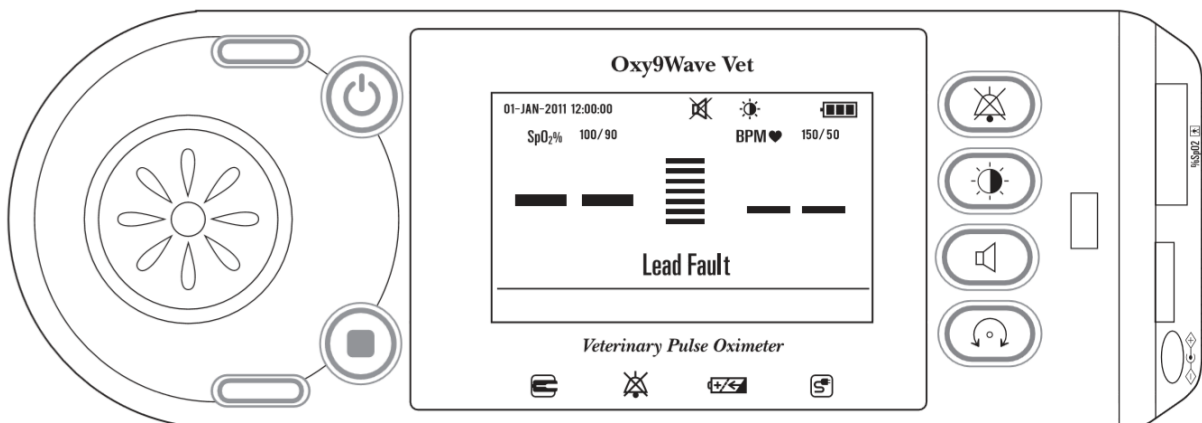 Oxy9Wave Vet
01-JAN-2011 12:00:00
SpO₂% 100/90 BPM♥ 150/50
-- --
Lead Fault
Veterinary Pulse Oximeter
%SpO2